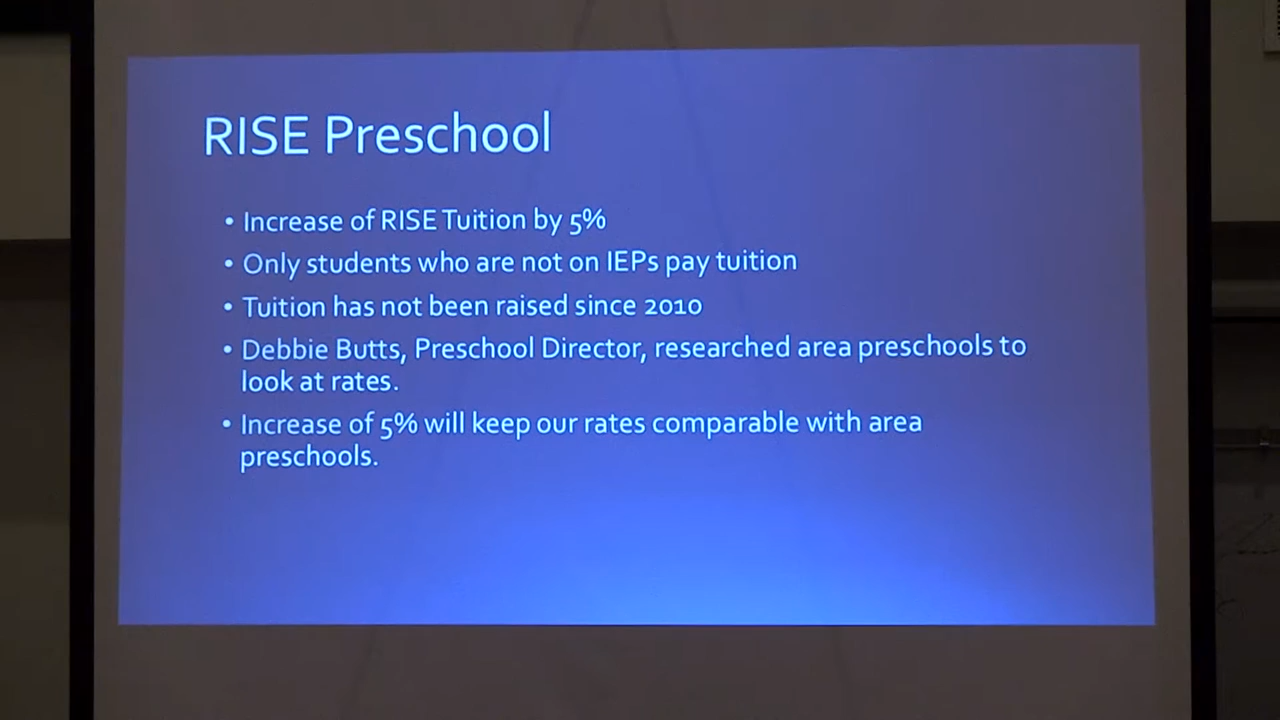 RISE Preschool
• Increase of RISE Tuition by 5%
• Only students who are not on IEPs pay tuition
• Tuition has not been raised since 2010
• Debbie Butts, Preschool Director, researched area preschools to
look at rates.
• Increase of 5% will keep our rates comparable with area
preschools.